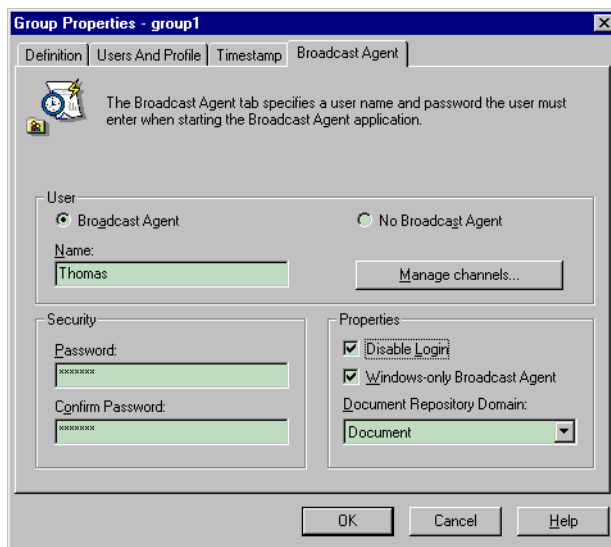 Group Properties - group1
Definition Users And Profile Timestamp Broadcast Agent
The Broadcast Agent tab specifies a user name and password the user must
enter when starting the Broadcast Agent application.
User
Broadcast Agent No Broadcast Agent
Name:
Thomas
Manage channels...
Security
Password:
*******
Confirm Password:
*******
Properties
Disable Login
Windows-only Broadcast Agent
Document Repository Domain:
Document
OK Cancel Help